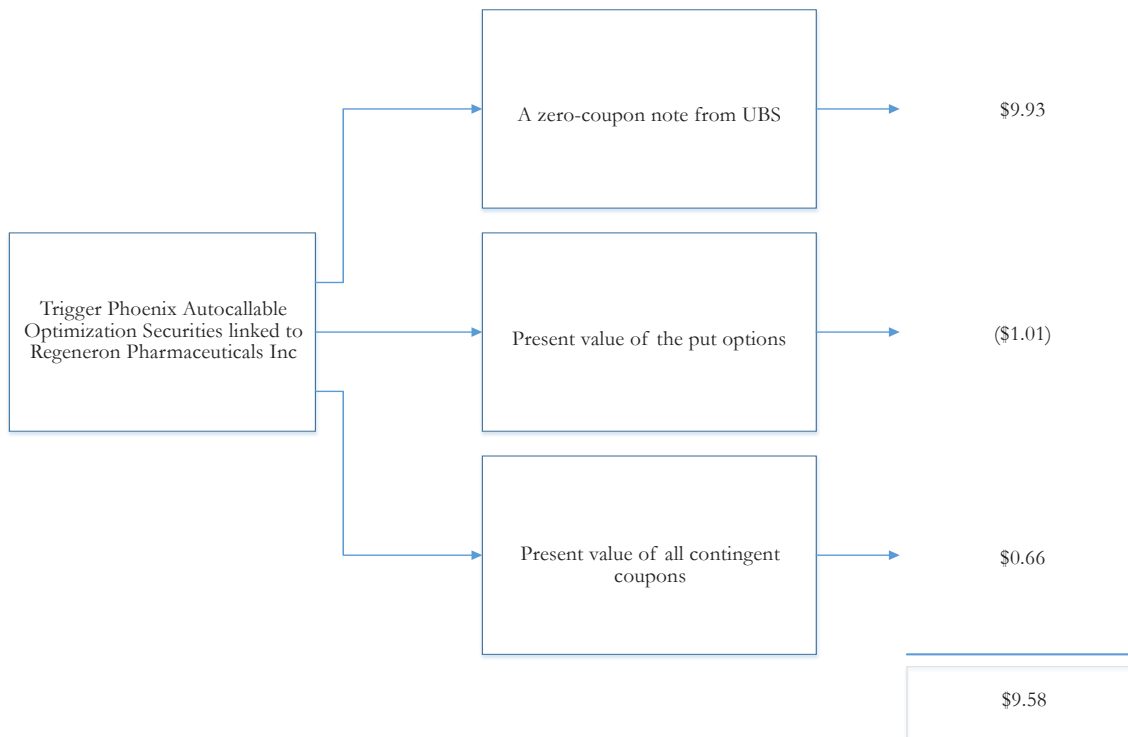 A zero-coupon note from UBS
$9.93
Trigger Phoenix Autocallable
Optimization Securities linked to
Regeneron Pharmaceuticals Inc
Present value of the put options
($1.01)
Present value of all contingent
coupons
$0.66
$9.58